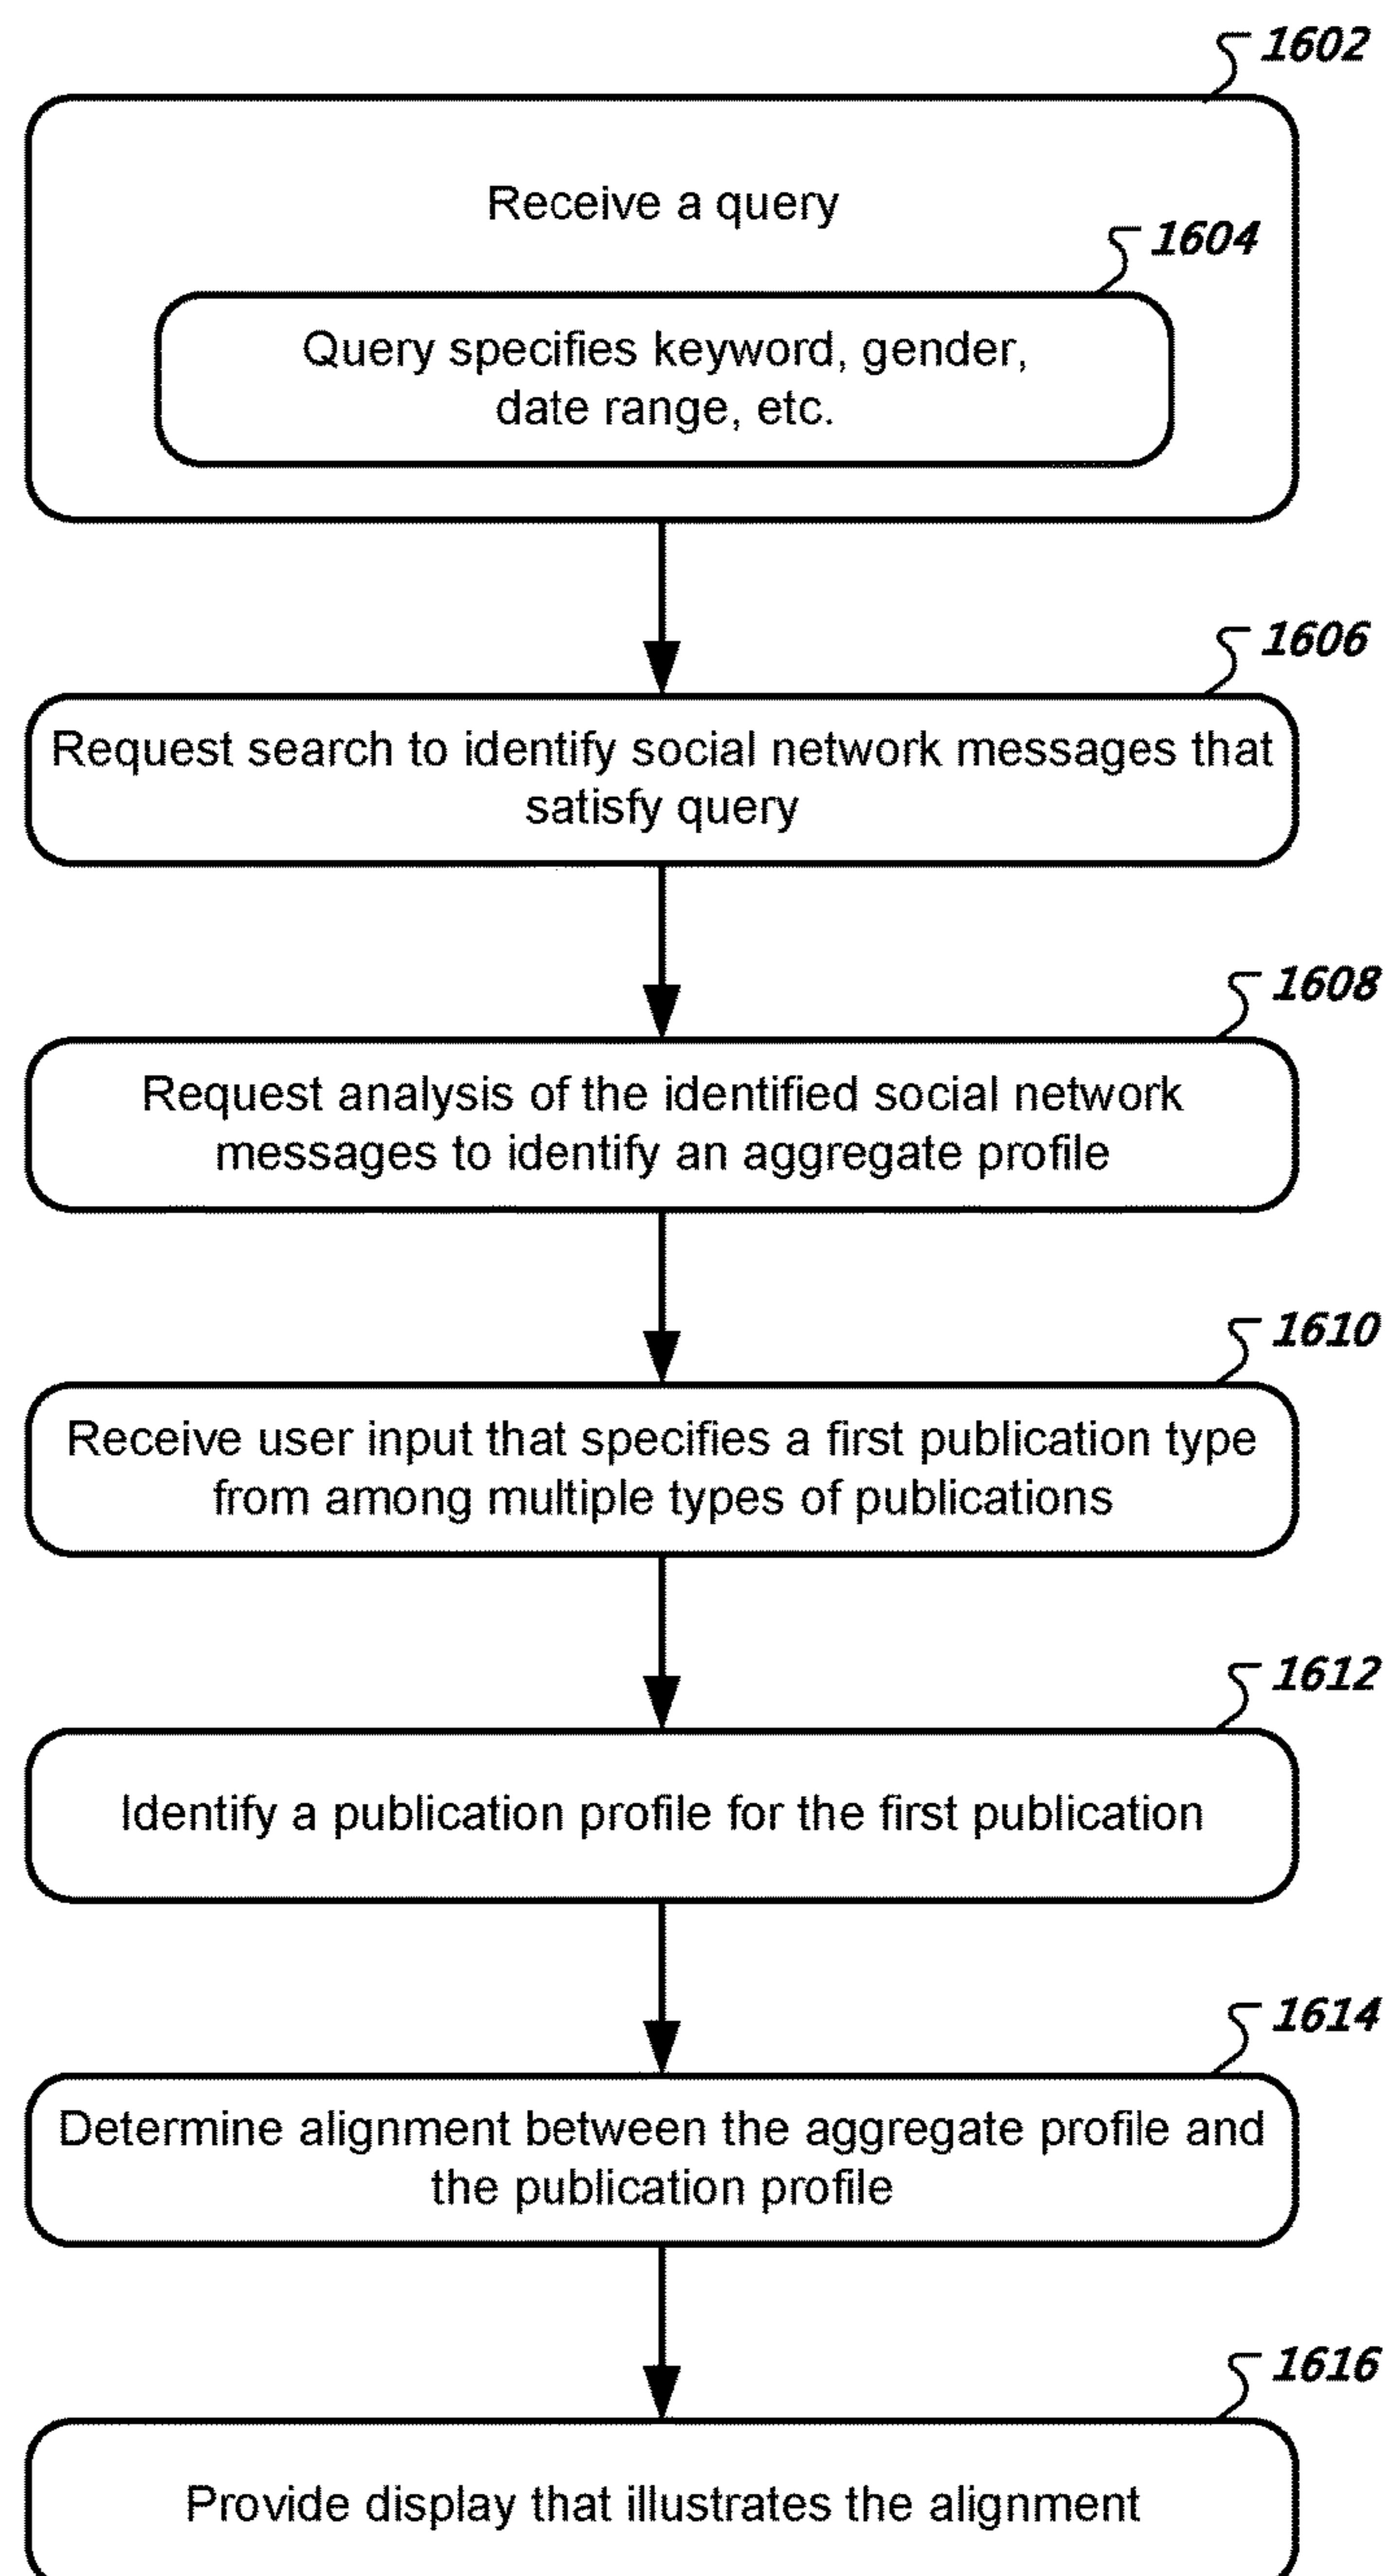 1602
Receive a query
1604
Query specifies keyword, gender,
date range, etc.
1606
Request search to identify social network messages that
satisfy query
1608
Request analysis of the identified social network
messages to identify an aggregate profile
1610
Receive user input that specifies a first publication type
from among multiple types of publications
1612
Identify a publication profile for the first publication
1614
Determine alignment between the aggregate profile and
the publication profile
1616
Provide display that illustrates the alignment